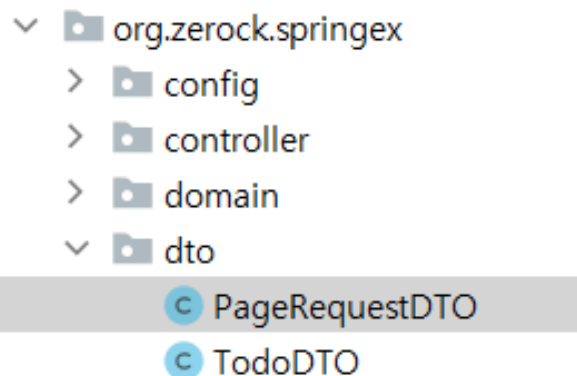 org.zerock.springex
config
controller
domain
dto
C PageRequestDTO
C TodoDTO